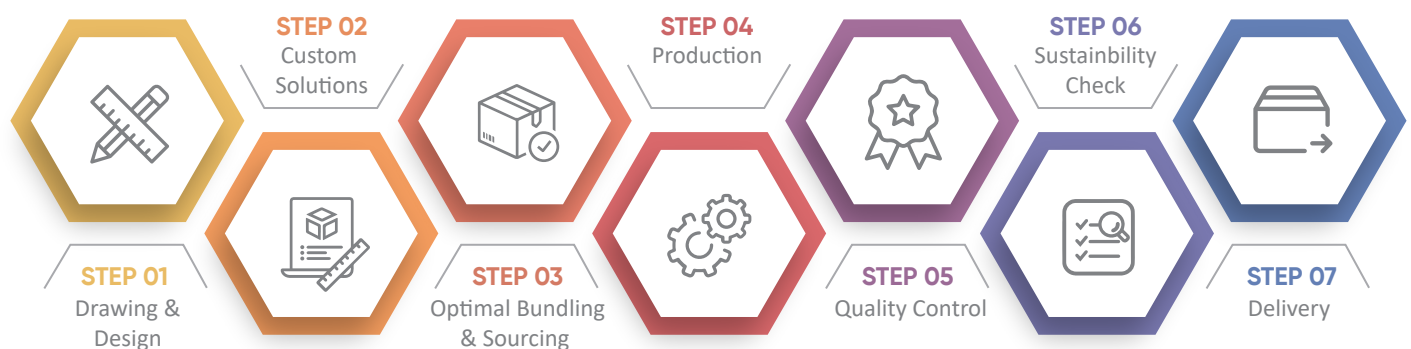 STEP 01
Drawing &
Design
STEP 02
Custom
Solutions
STEP 03
Optimal Bundling
& Sourcing
STEP 04
Production
STEP 05
Quality Control
STEP 06
Sustainbility
Check
STEP 07
Delivery